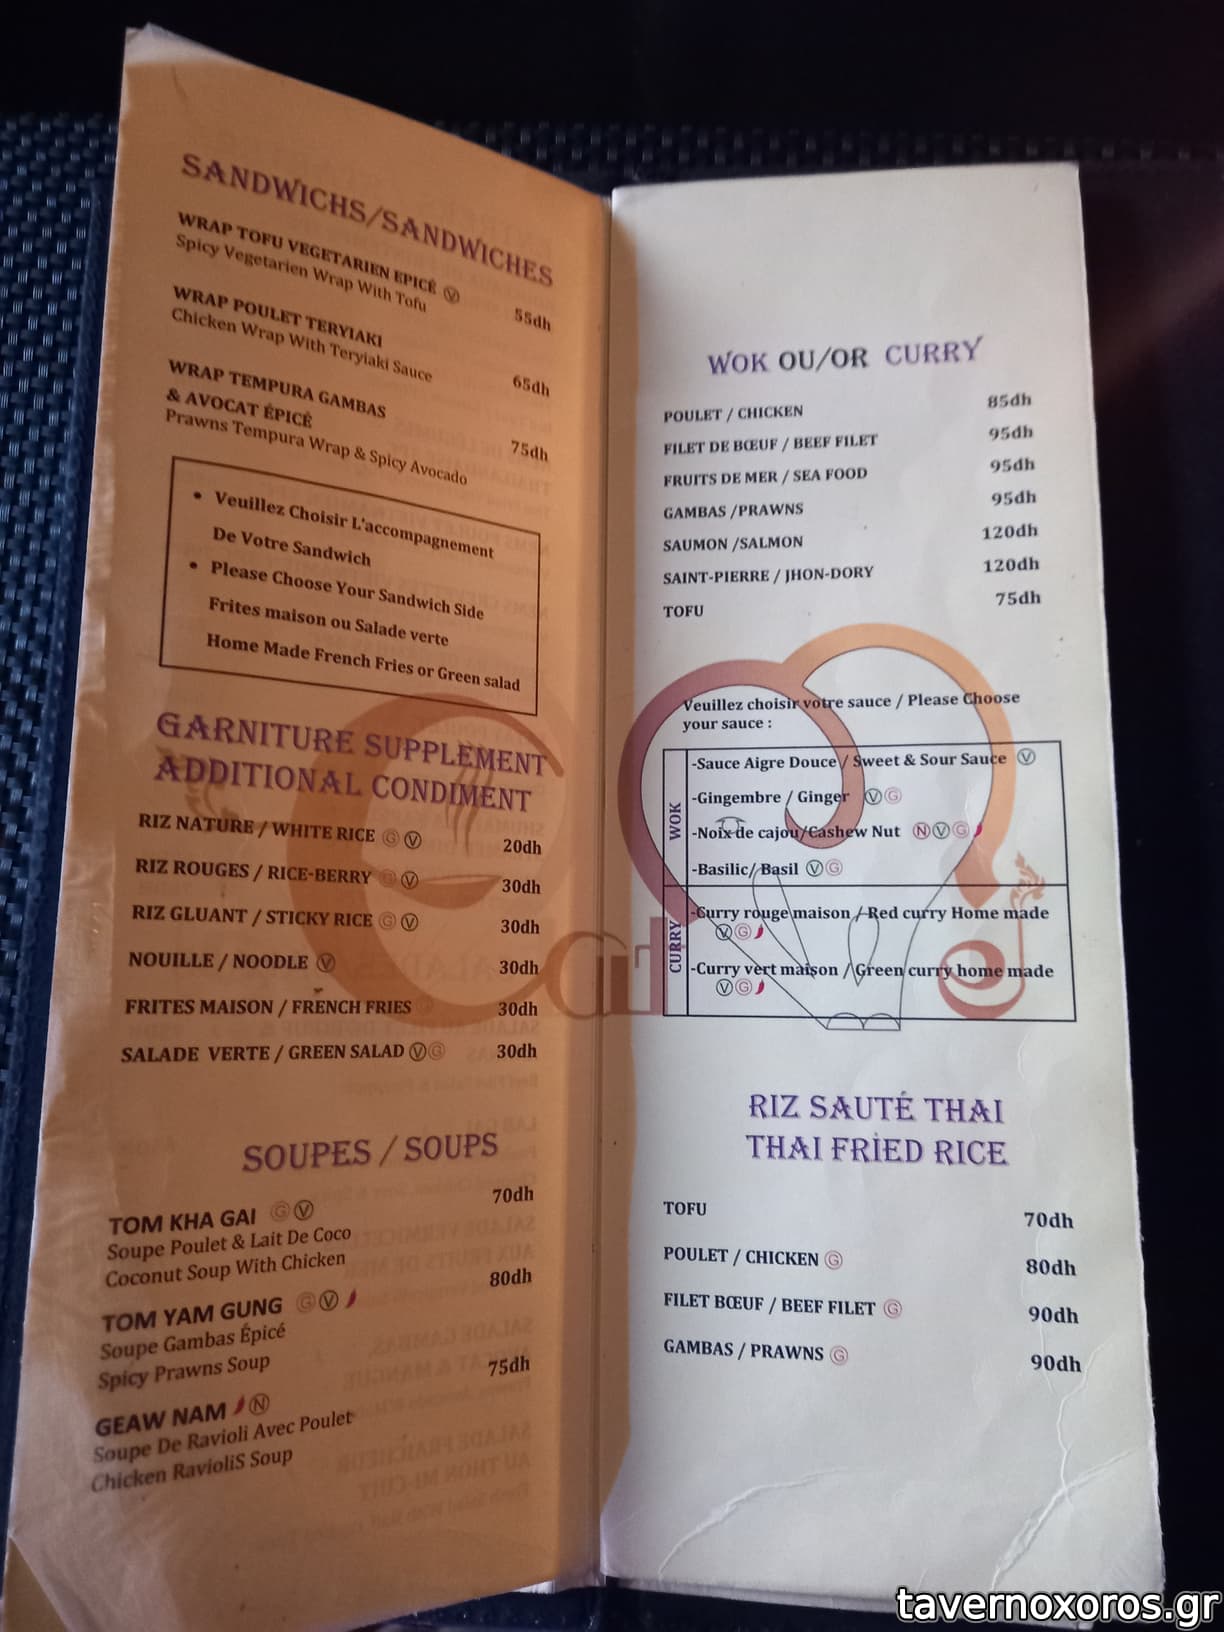 SANDWICHS/SANDWICHES
WRAP TOFU VEGETARIEN EPICÉ Ⓥ
Spicy Vegetarien Wrap With Tofu
55dh
WRAP POULET TERYIAKI
Chicken Wrap With Teryiaki Sauce
65dh
WRAP TEMPURA GAMBAS
& AVOCAT ÉPICÉ
75dh
Prawns Tempura Wrap & Spicy Avocado
• Veuillez Choisir L'accompagnement
De Votre Sandwich
• Please Choose Your Sandwich Side
Frites maison ou Salade verte
Home Made French Fries or Green salad
GARNITURE SUPPLEMENT
ADDITIONAL CONDIMENT
RIZ NATURE / WHITE RICE Ⓖ Ⓥ 20dh
RIZ ROUGES / RICE-BERRY Ⓖ Ⓥ 30dh
RIZ GLUANT / STICKY RICE Ⓖ Ⓥ 30dh
NOUILLE / NOODLE Ⓥ 30dh
FRITES MAISON / FRENCH FRIES 30dh
SALADE VERTE / GREEN SALAD Ⓥ Ⓖ 30dh
SOUPES / SOUPS
TOM KHA GAI Ⓖ Ⓥ 70dh
Soupe Poulet & Lait De Coco
Coconut Soup With Chicken
TOM YAM GUNG Ⓖ Ⓥ 80dh
Soupe Gambas Épicé
Spicy Prawns Soup
GEAW NAM Ⓝ 75dh
Soupe De Ravioli Avec Poulet
Chicken RavioliS Soup
WOK OU/OR CURRY
POULET / CHICKEN 85dh
FILET DE BŒUF / BEEF FILET 95dh
FRUITS DE MER / SEA FOOD 95dh
GAMBAS /PRAWNS 95dh
SAUMON /SALMON 120dh
SAINT-PIERRE / JHON-DORY 120dh
TOFU 75dh
Veuillez choisir votre sauce / Please Choose
your sauce :
WOK
-Sauce Aigre Douce / Sweet & Sour Sauce Ⓥ
-Gingembre / Ginger Ⓥ Ⓖ
-Noix de cajou/Cashew Nut Ⓝ Ⓥ Ⓖ
-Basilic/ Basil Ⓥ Ⓖ
CURRY
-Curry rouge maison / Red curry Home made
Ⓥ Ⓖ
-Curry vert maison / Green curry home made
Ⓥ Ⓖ
RIZ SAUTÉ THAI
THAI FRIED RICE
TOFU 70dh
POULET / CHICKEN Ⓖ 80dh
FILET BŒUF / BEEF FILET Ⓖ 90dh
GAMBAS / PRAWNS Ⓖ 90dh
tavernoxoros.gr